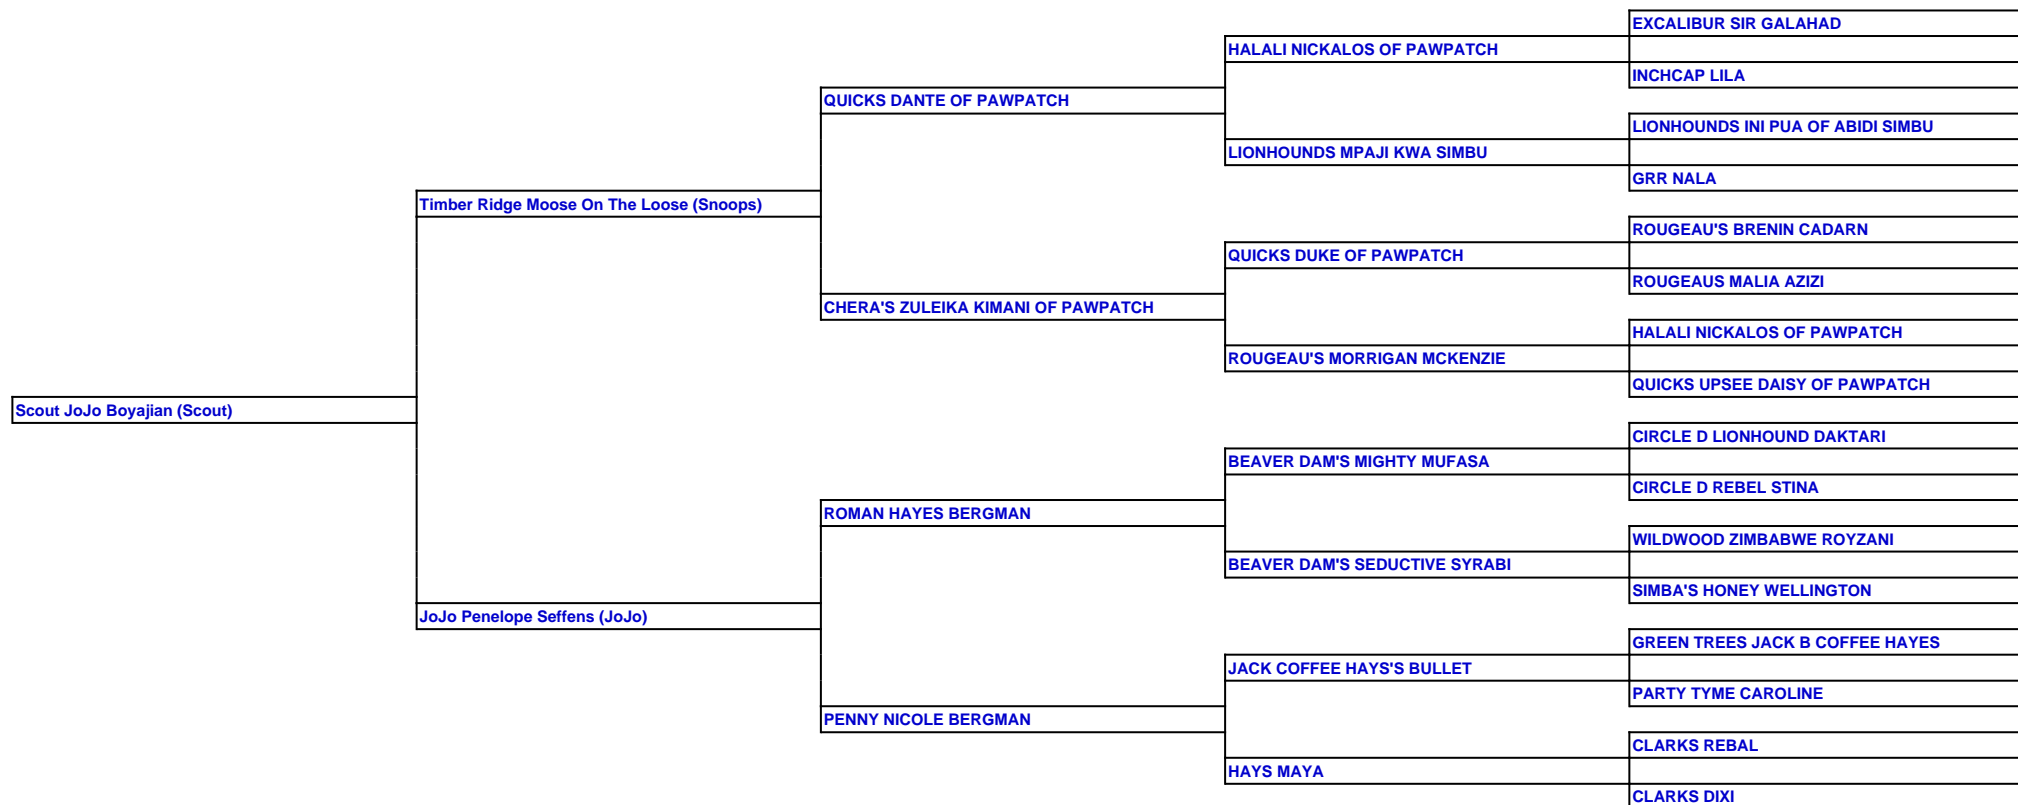 EXCALIBUR SIR GALAHAD
HALALI NICKALOS OF PAWPATCH
INCHCAP LILA
QUICKS DANTE OF PAWPATCH
LIONHOUNDS INI PUA OF ABIDI SIMBU
LIONHOUNDS MPAJI KWA SIMBU
GRR NALA
Timber Ridge Moose On The Loose (Snoops)
ROUGEAU'S BRENIN CADARN
QUICKS DUKE OF PAWPATCH
ROUGEAUS MALIA AZIZI
CHERA'S ZULEIKA KIMANI OF PAWPATCH
HALALI NICKALOS OF PAWPATCH
ROUGEAU'S MORRIGAN MCKENZIE
QUICKS UPSEE DAISY OF PAWPATCH
Scout JoJo Boyajian (Scout)
CIRCLE D LIONHOUND DAKTARI
BEAVER DAM'S MIGHTY MUFASA
CIRCLE D REBEL STINA
ROMAN HAYES BERGMAN
WILDWOOD ZIMBABWE ROYZANI
BEAVER DAM'S SEDUCTIVE SYRABI
SIMBA'S HONEY WELLINGTON
JoJo Penelope Seffens (JoJo)
GREEN TREES JACK B COFFEE HAYES
JACK COFFEE HAYS'S BULLET
PARTY TYME CAROLINE
PENNY NICOLE BERGMAN
CLARKS REBAL
HAYS MAYA
CLARKS DIXI